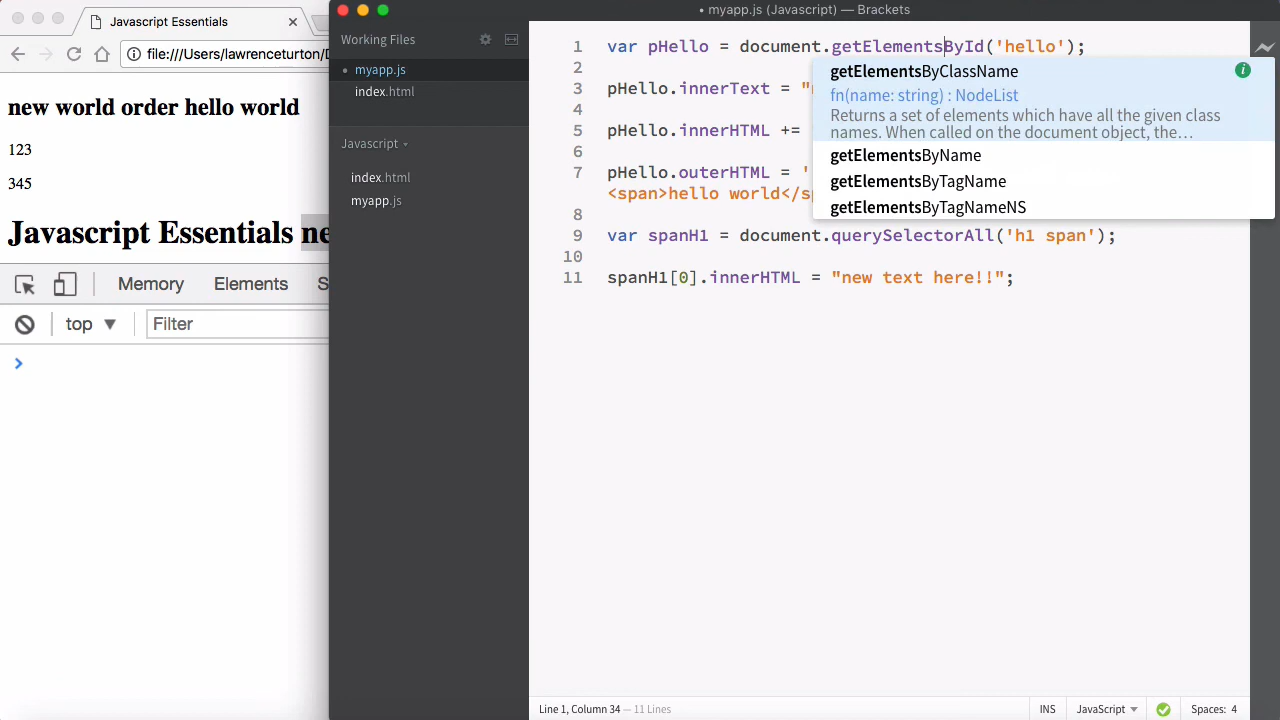 Javascript Essentials
file:///Users/lawrenceturton/D
new world order hello world
123
345
Javascript Essentials ne
Memory
Elements
S
top
Filter
• myapp.js (Javascript) — Brackets
Working Files
myapp.js
index.html
Javascript
index.html
myapp.js
1 var pHello = document.getElementsById('hello');
2
3 pHello.innerText = "
4
5 pHello.innerHTML +=
6
7 pHello.outerHTML = '
<span>hello world</sp
8
9 var spanH1 = document.querySelectorAll('h1 span');
10
11 spanH1[0].innerHTML = "new text here!!";
getElementsByClassName
fn(name: string) : NodeList
Returns a set of elements which have all the given class
names. When called on the document object, the…
getElementsByName
getElementsByTagName
getElementsByTagNameNS
Line 1, Column 34 — 11 Lines
INS
JavaScript
Spaces: 4